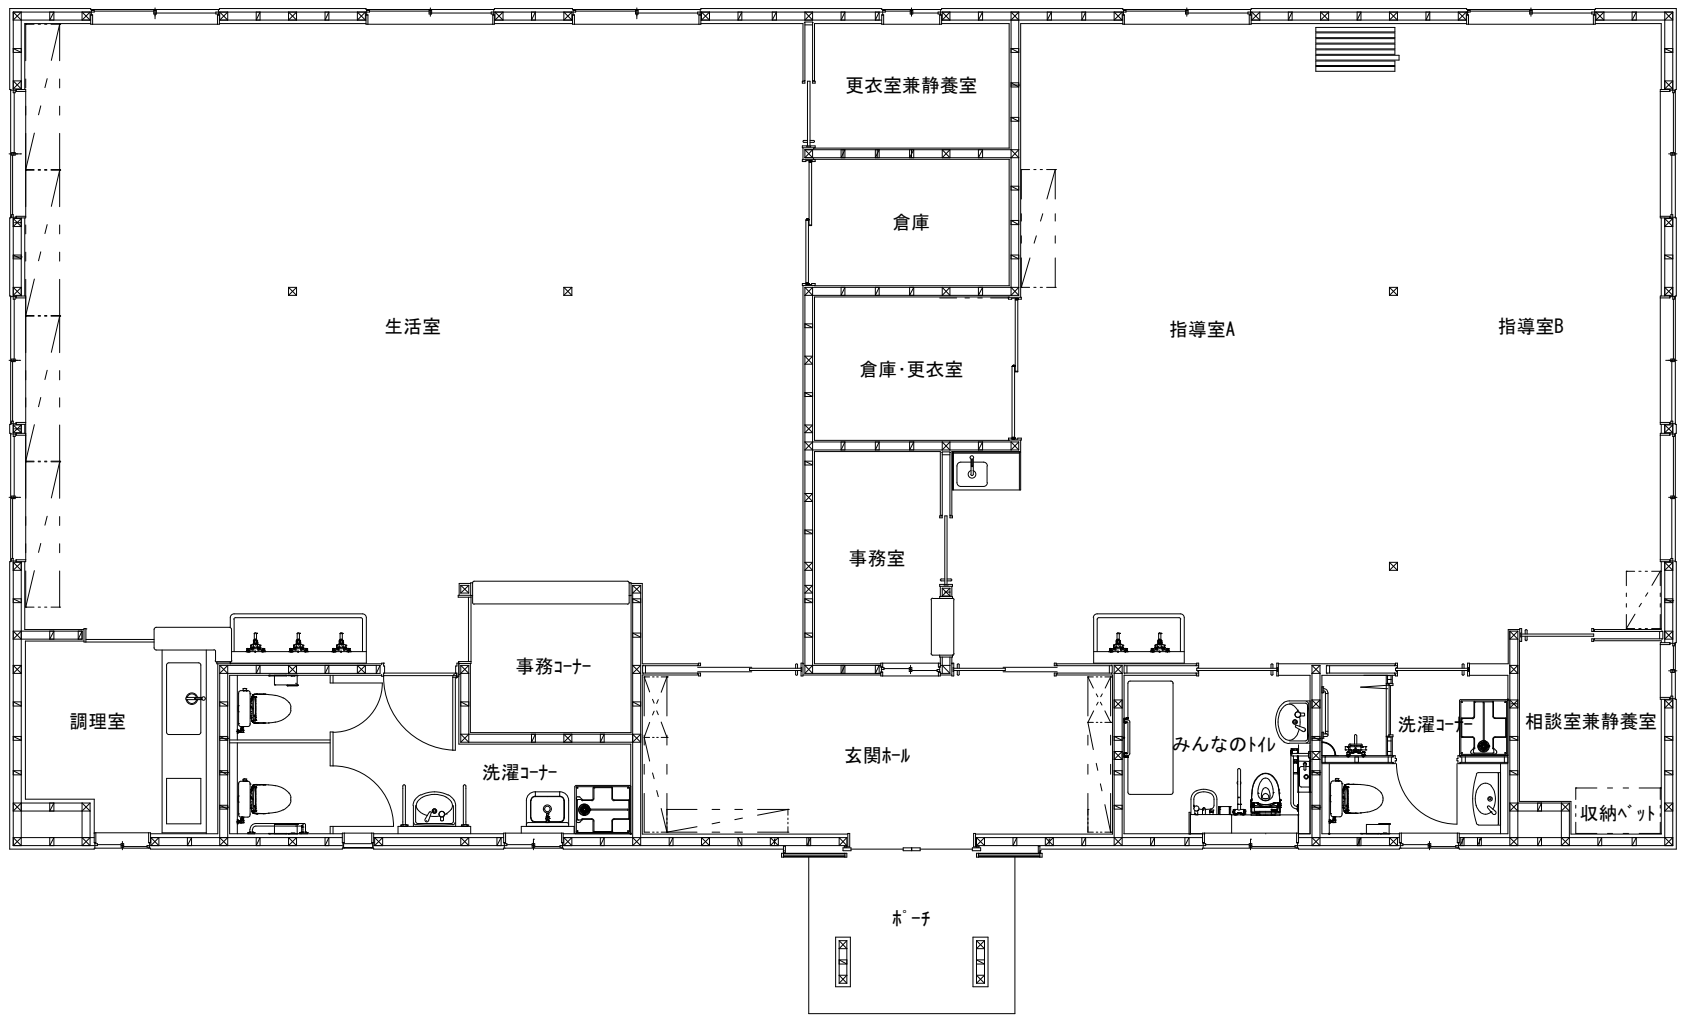 更衣室兼静養室
倉庫
生活室
指導室A
指導室B
倉庫・更衣室
事務室
事務ｺｰﾅｰ
調理室
洗濯ｺｰﾅｰ
玄関ﾎｰﾙ
みんなのﾄｲﾚ
洗濯ｺｰﾅｰ
相談室兼静養室
収納ﾍﾞｯﾄ
ﾎﾟｰﾁ